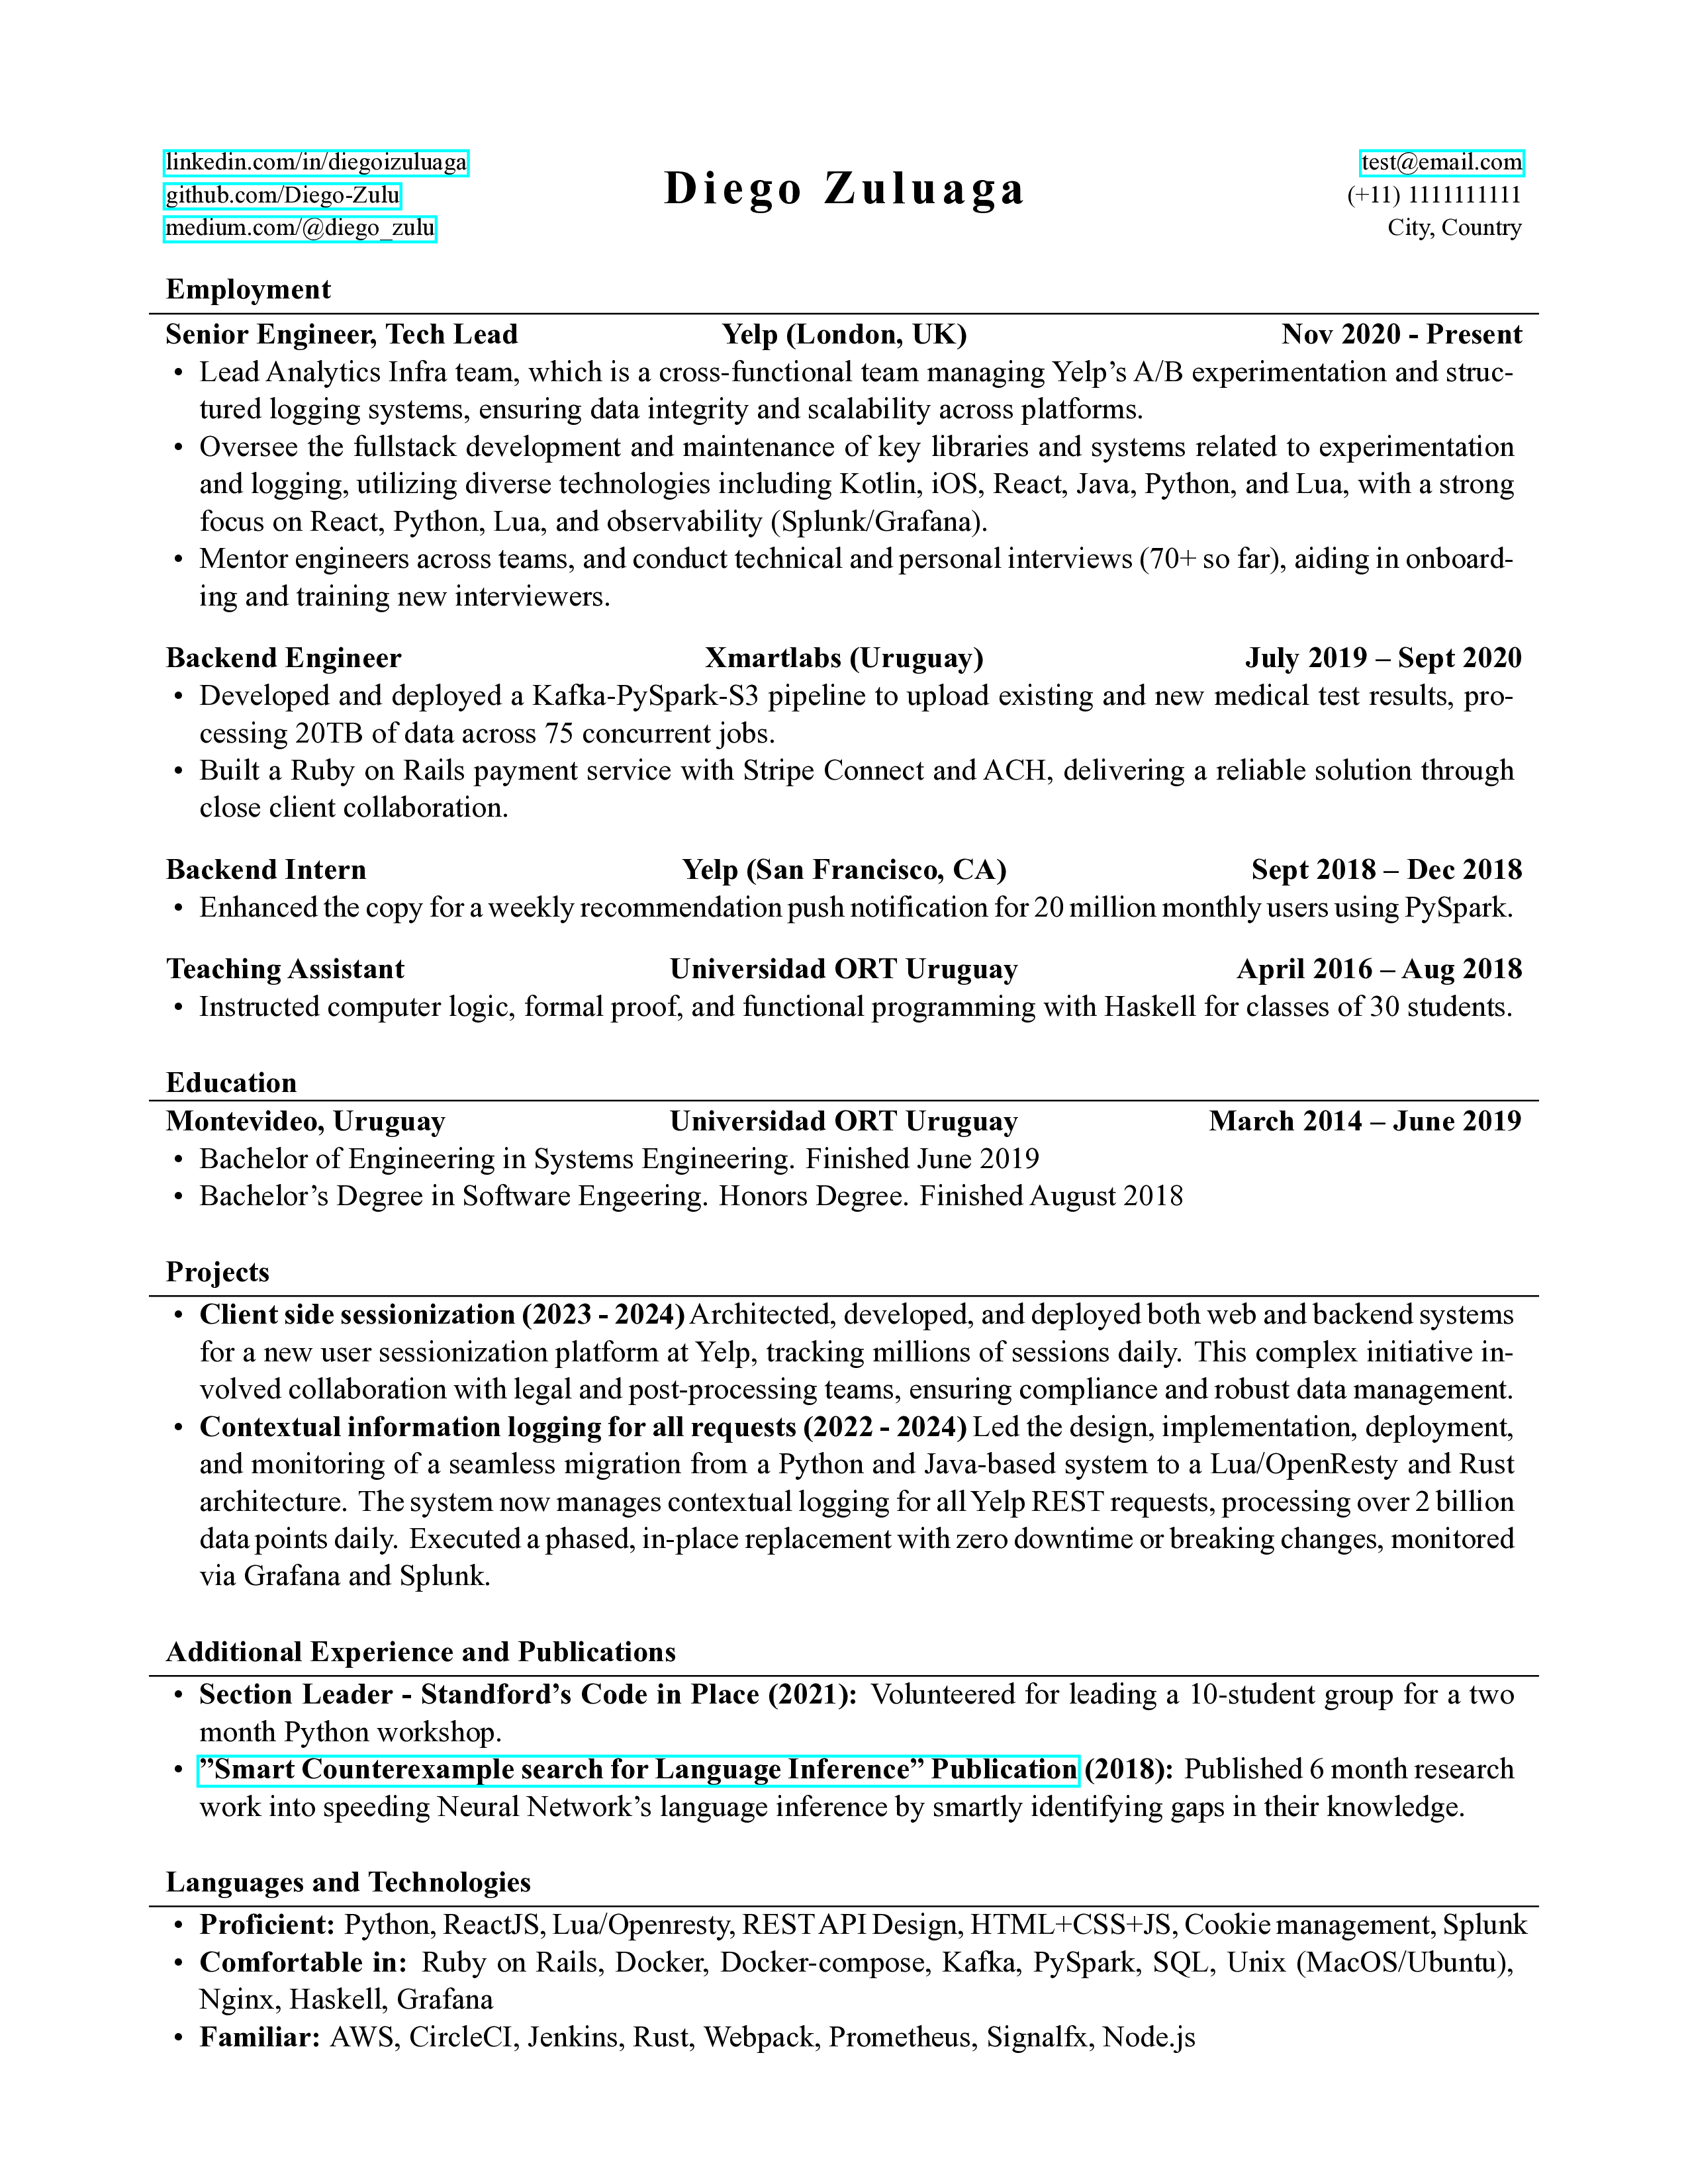 linkedin.com/in/diegoizuluaga
github.com/Diego-Zulu
medium.com/@diego_zulu
Diego Zuluaga
test@email.com
(+11) 1111111111
City, Country
Employment
Senior Engineer, Tech Lead Yelp (London, UK) Nov 2020 - Present
• Lead Analytics Infra team, which is a cross-functional team managing Yelp’s A/B experimentation and struc-
tured logging systems, ensuring data integrity and scalability across platforms.
• Oversee the fullstack development and maintenance of key libraries and systems related to experimentation
and logging, utilizing diverse technologies including Kotlin, iOS, React, Java, Python, and Lua, with a strong
focus on React, Python, Lua, and observability (Splunk/Grafana).
• Mentor engineers across teams, and conduct technical and personal interviews (70+ so far), aiding in onboard-
ing and training new interviewers.
Backend Engineer Xmartlabs (Uruguay) July 2019 – Sept 2020
• Developed and deployed a Kafka-PySpark-S3 pipeline to upload existing and new medical test results, pro-
cessing 20TB of data across 75 concurrent jobs.
• Built a Ruby on Rails payment service with Stripe Connect and ACH, delivering a reliable solution through
close client collaboration.
Backend Intern Yelp (San Francisco, CA) Sept 2018 – Dec 2018
• Enhanced the copy for a weekly recommendation push notification for 20 million monthly users using PySpark.
Teaching Assistant Universidad ORT Uruguay April 2016 – Aug 2018
• Instructed computer logic, formal proof, and functional programming with Haskell for classes of 30 students.
Education
Montevideo, Uruguay Universidad ORT Uruguay March 2014 – June 2019
• Bachelor of Engineering in Systems Engineering. Finished June 2019
• Bachelor’s Degree in Software Engeering. Honors Degree. Finished August 2018
Projects
• Client side sessionization (2023 - 2024) Architected, developed, and deployed both web and backend systems
for a new user sessionization platform at Yelp, tracking millions of sessions daily. This complex initiative in-
volved collaboration with legal and post-processing teams, ensuring compliance and robust data management.
• Contextual information logging for all requests (2022 - 2024) Led the design, implementation, deployment,
and monitoring of a seamless migration from a Python and Java-based system to a Lua/OpenResty and Rust
architecture. The system now manages contextual logging for all Yelp REST requests, processing over 2 billion
data points daily. Executed a phased, in-place replacement with zero downtime or breaking changes, monitored
via Grafana and Splunk.
Additional Experience and Publications
• Section Leader - Standford’s Code in Place (2021): Volunteered for leading a 10-student group for a two
month Python workshop.
• ”Smart Counterexample search for Language Inference” Publication (2018): Published 6 month research
work into speeding Neural Network’s language inference by smartly identifying gaps in their knowledge.
Languages and Technologies
• Proficient: Python, ReactJS, Lua/Openresty, REST API Design, HTML+CSS+JS, Cookie management, Splunk
• Comfortable in: Ruby on Rails, Docker, Docker-compose, Kafka, PySpark, SQL, Unix (MacOS/Ubuntu),
Nginx, Haskell, Grafana
• Familiar: AWS, CircleCI, Jenkins, Rust, Webpack, Prometheus, Signalfx, Node.js